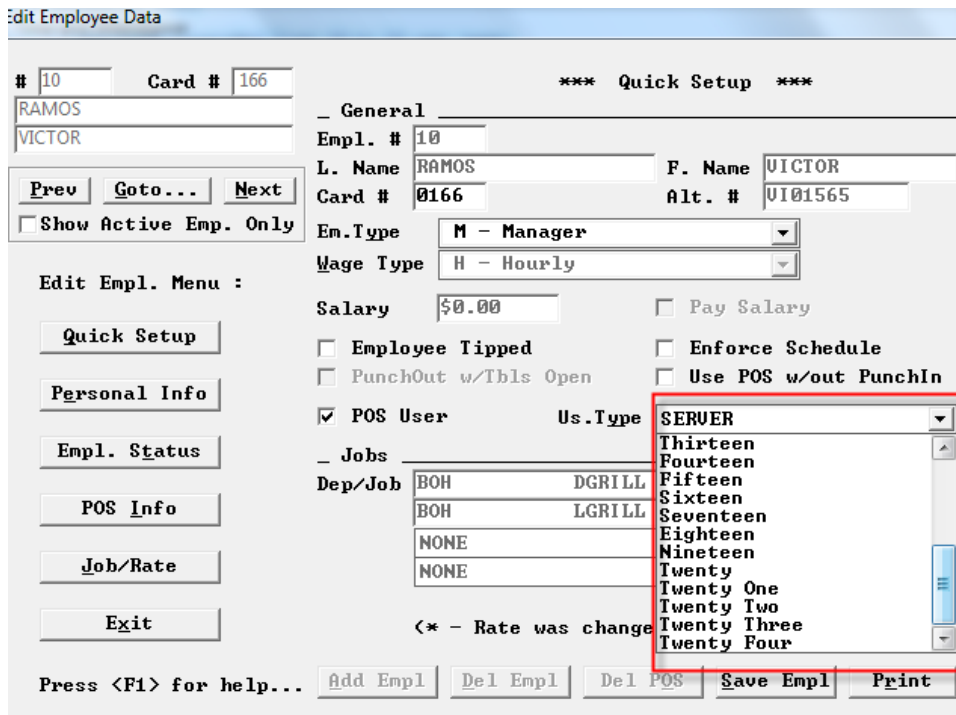 Edit Employee Data
# 10 Card # 166
RAMOS
VICTOR
Prev Goto... Next
Show Active Emp. Only
Edit Empl. Menu :
Quick Setup
Personal Info
Empl. Status
POS Info
Job/Rate
Exit
Press <F1> for help...
*** Quick Setup ***
_ General
Empl. # 10
L. Name RAMOS F. Name VICTOR
Card # 0166 Alt. # VI01565
Em.Type M - Manager
Wage Type H - Hourly
Salary $0.00 Pay Salary
Employee Tipped Enforce Schedule
PunchOut w/Tbls Open Use POS w/out PunchIn
POS User Us.Type SERVER
Thirteen
Fourteen
Fifteen
Sixteen
Seventeen
Eighteen
Nineteen
Twenty
Twenty One
Twenty Two
Twenty Three
Twenty Four
_ Jobs
Dep/Job BOH DGRILL
BOH LGRILL
NONE
NONE
(* - Rate was change
Add Empl Del Empl Del POS Save Empl Print